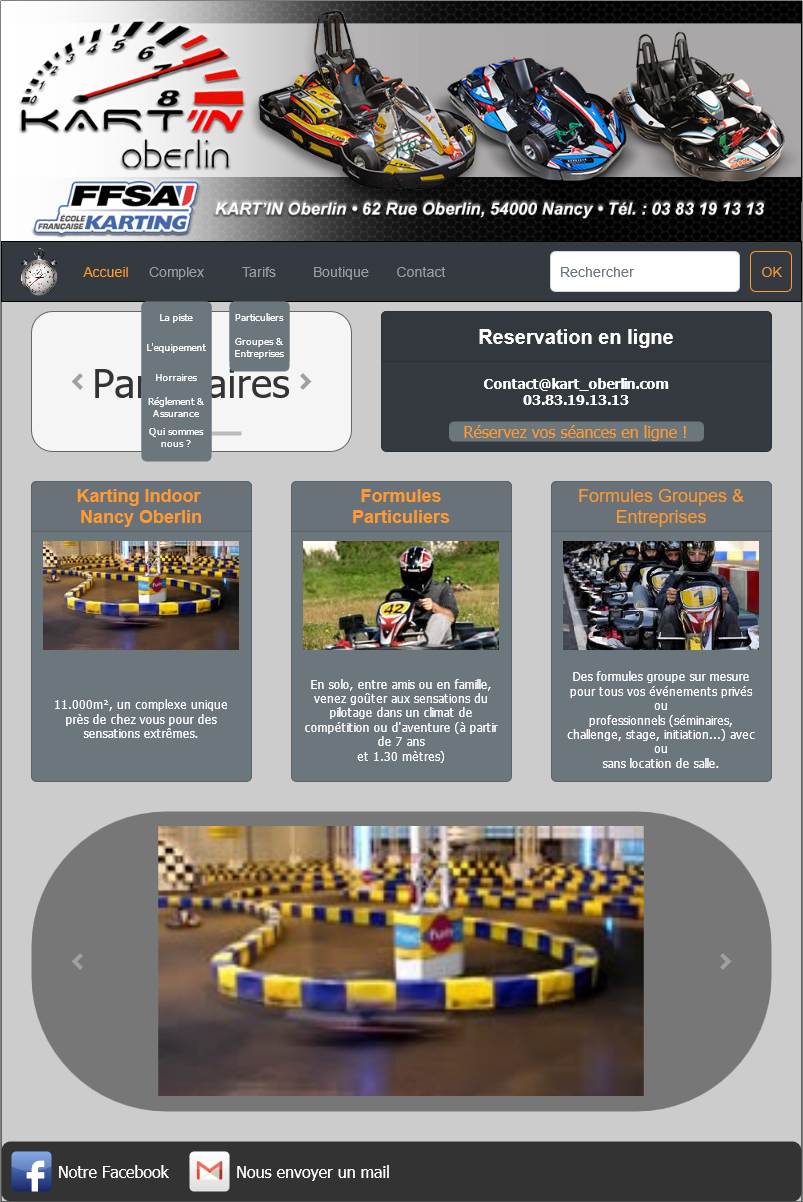 5 6 7 8
KART'IN
oberlin
FFSA
ÉCOLE
FRANÇAISE KARTING
KART'IN Oberlin • 62 Rue Oberlin, 54000 Nancy • Tél. : 03 83 19 13 13
Accueil Complex Tarifs Boutique Contact Rechercher OK
La piste
L'equipement
Horraires
Réglement &
Assurance
Qui sommes
nous ?
Particuliers
Groupes &
Entreprises
Reservation en ligne
Contact@kart_oberlin.com
03.83.19.13.13
Réservez vos séances en ligne !
Karting Indoor
Nancy Oberlin
11.000m², un complexe unique
près de chez vous pour des
sensations extrêmes.
Formules
Particuliers
42
En solo, entre amis ou en famille,
venez goûter aux sensations du
pilotage dans un climat de
compétition ou d'aventure (à partir
de 7 ans
et 1.30 mètres)
Formules Groupes &
Entreprises
1
Des formules groupe sur mesure
pour tous vos événements privés
ou
professionnels (séminaires,
challenge, stage, initiation...) avec
ou
sans location de salle.
fun
Notre Facebook Nous envoyer un mail